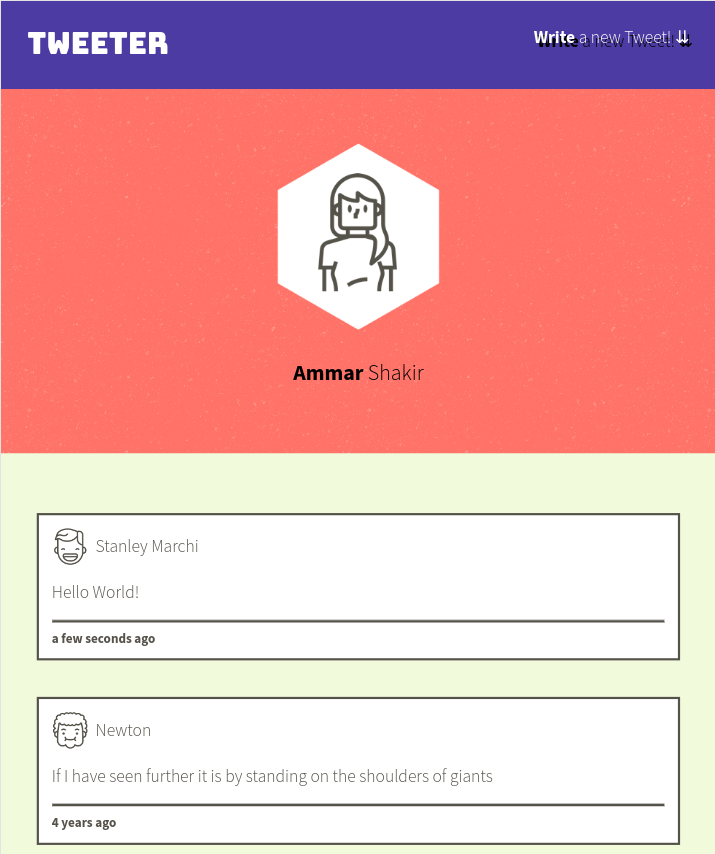 TWEETER
Write a new Tweet! ⇊
Ammar Shakir
Stanley Marchi
Hello World!
a few seconds ago
Newton
If I have seen further it is by standing on the shoulders of giants
4 years ago